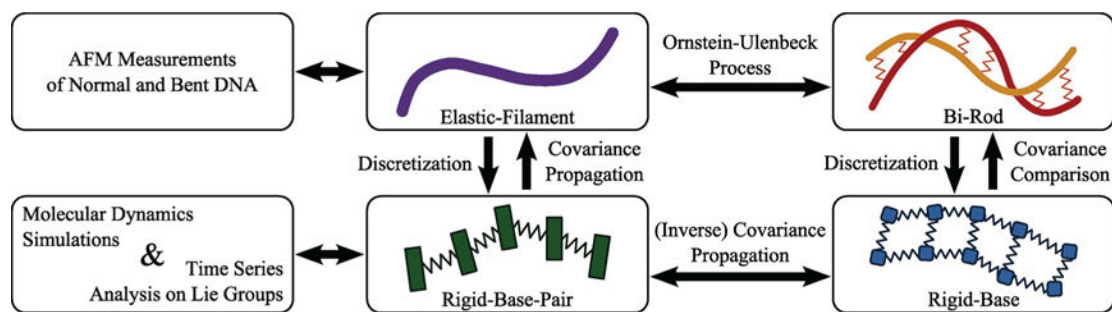 AFM Measurements
of Normal and Bent DNA
Elastic-Filament
Ornstein-Ulenbeck
Process
Bi-Rod
Discretization
Covariance
Propagation
Discretization
Covariance
Comparison
Molecular Dynamics
Simulations
&
Time Series
Analysis on Lie Groups
Rigid-Base-Pair
(Inverse) Covariance
Propagation
Rigid-Base